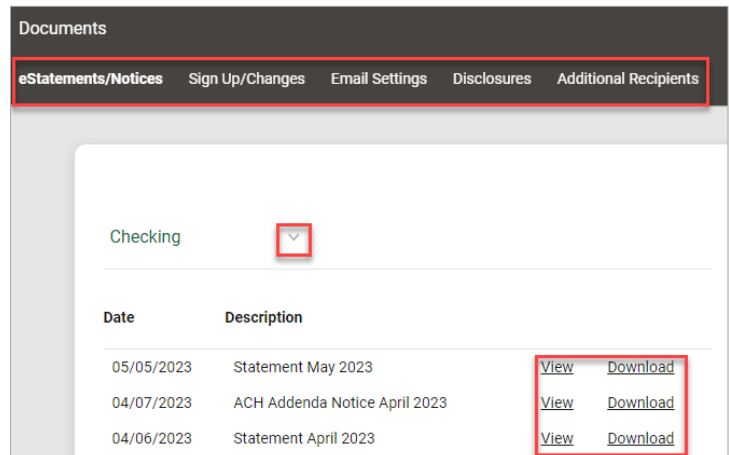 Documents
eStatements/Notices Sign Up/Changes Email Settings Disclosures Additional Recipients
Checking
Date Description
05/05/2023 Statement May 2023 View Download
04/07/2023 ACH Addenda Notice April 2023 View Download
04/06/2023 Statement April 2023 View Download